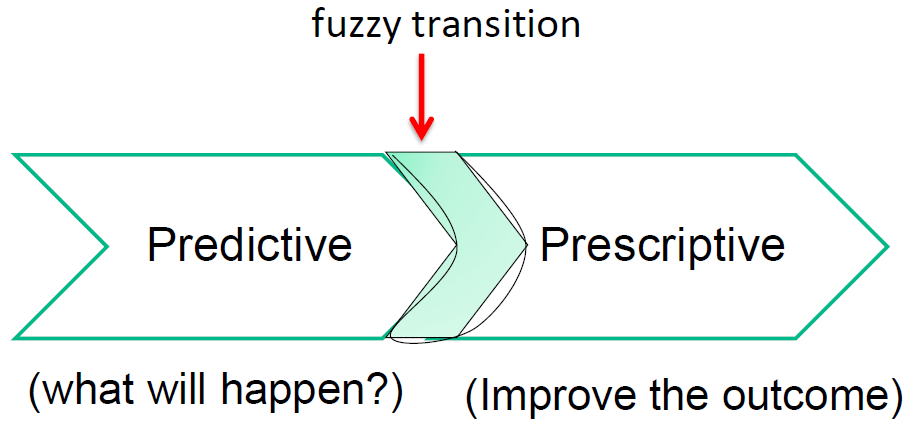 fuzzy transition
Predictive
Prescriptive
(what will happen?)
(Improve the outcome)